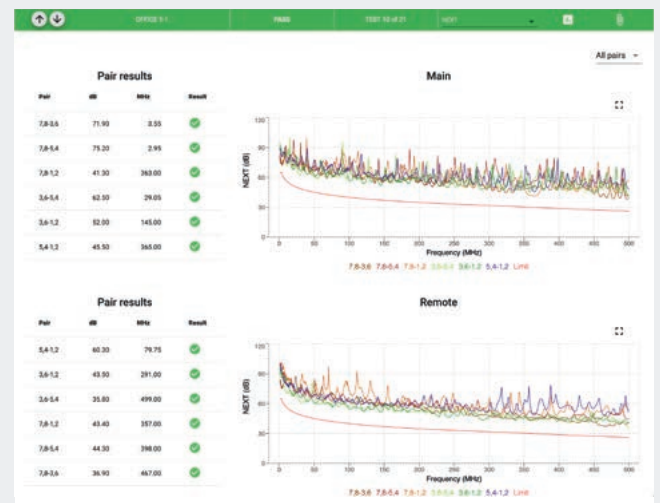 OFFICE 1-1 PASS TEST 10 of 21 NEXT
All pairs
Pair results
Pair dB MHz Result
7,8-3,6 71.90 3.55
7,8-5,4 75.20 2.95
7,8-1,2 41.30 363.00
3,6-5,4 62.50 29.05
3,6-1,2 52.00 145.00
5,4-1,2 45.50 365.00
Main
NEXT (dB)
120
90
60
30
0
0 50 100 150 200 250 300 350 400 450 500
Frequency (MHz)
7,8-3,6 7,8-5,4 7,8-1,2 3,6-5,4 3,6-1,2 5,4-1,2 Limit
Pair results
Pair dB MHz Result
5,4-1,2 60.30 79.75
3,6-1,2 43.50 291.00
3,6-5,4 35.80 499.00
7,8-1,2 43.40 357.00
7,8-5,4 44.30 398.00
7,8-3,6 36.90 467.00
Remote
NEXT (dB)
120
90
60
30
0
0 50 100 150 200 250 300 350 400 450 500
Frequency (MHz)
7,8-3,6 7,8-5,4 7,8-1,2 3,6-5,4 3,6-1,2 5,4-1,2 Limit